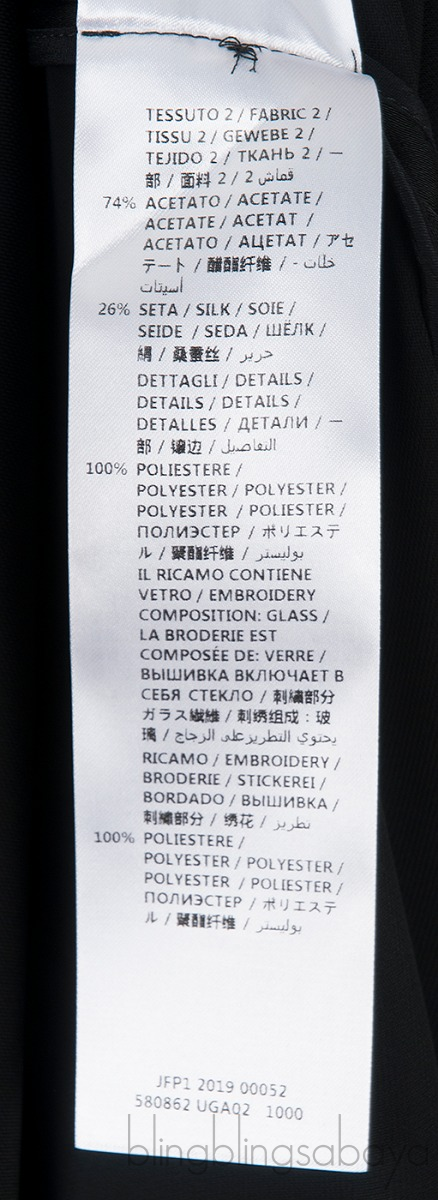 TESSUTO 2 / FABRIC 2 /
TISSU 2 / GEWEBE 2 /
TEJIDO 2 / ТКАНЬ 2 / 一
部 / 面料 2 / 2 قماش
74% ACETATO / ACETATE /
ACETATE / ACETAT /
ACETATO / АЦЕТАТ / アセ
テート / 醋酯纤维 / - خلات
أسيتات
26% SETA / SILK / SOIE /
SEIDE / SEDA / ШЁЛК /
絹 / 桑蚕丝 / حرير
DETTAGLI / DETAILS /
DETAILS / DETAILS /
DETALLES / ДЕТАЛИ / 一
部 / 镶边 / التفاصيل
100% POLIESTERE /
POLYESTER / POLYESTER /
POLYESTER / POLIESTER /
ПОЛИЭСТЕР / ポリエステ
ル / 聚酯纤维 / بوليستر
IL RICAMO CONTIENE
VETRO / EMBROIDERY
COMPOSITION: GLASS /
LA BRODERIE EST
COMPOSÉE DE: VERRE /
ВЫШИВКА ВКЛЮЧАЕТ В
СЕБЯ СТЕКЛО / 刺繍部分
ガラス繊維 / 刺绣组成：玻
璃 / يحتوي التطريزعلى الزجاج
RICAMO / EMBROIDERY /
BRODERIE / STICKEREI /
BORDADO / ВЫШИВКА /
刺繍部分 / 绣花 / تطريز
100% POLIESTERE /
POLYESTER / POLYESTER /
POLYESTER / POLIESTER /
ПОЛИЭСТЕР / ポリエステ
ル / 聚酯纤维 / بوليستر
JFP1 2019 00052
580862 UGA02 1000
blingblingsabaya